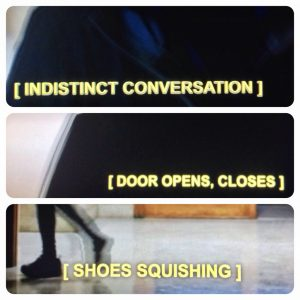 [ INDISTINCT CONVERSATION ]
[ DOOR OPENS, CLOSES ]
[ SHOES SQUISHING ]